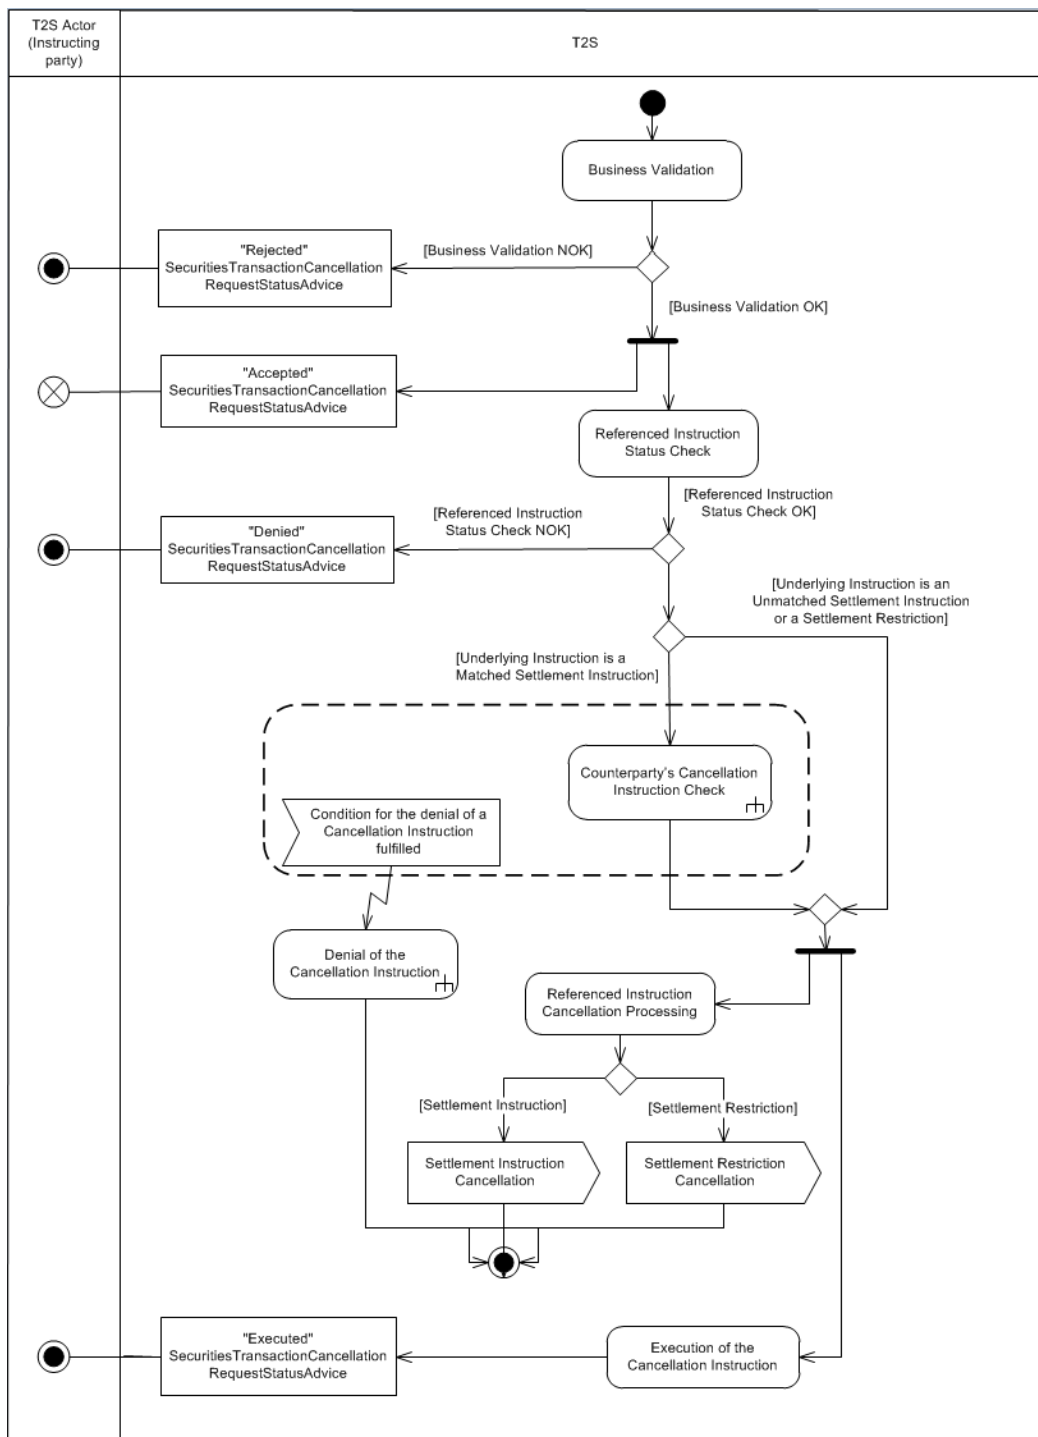 T2S Actor
(Instructing
party)
T2S
Business Validation
[Business Validation NOK]
"Rejected"
SecuritiesTransactionCancellation
RequestStatusAdvice
[Business Validation OK]
"Accepted"
SecuritiesTransactionCancellation
RequestStatusAdvice
Referenced Instruction
Status Check
[Referenced Instruction
Status Check OK]
[Referenced Instruction
Status Check NOK]
"Denied"
SecuritiesTransactionCancellation
RequestStatusAdvice
[Underlying Instruction is an
Unmatched Settlement Instruction
or a Settlement Restriction]
[Underlying Instruction is a
Matched Settlement Instruction]
Counterparty's Cancellation
Instruction Check
Condition for the denial of a
Cancellation Instruction
fulfilled
Denial of the
Cancellation Instruction
Referenced Instruction
Cancellation Processing
[Settlement Instruction]
[Settlement Restriction]
Settlement Instruction
Cancellation
Settlement Restriction
Cancellation
"Executed"
SecuritiesTransactionCancellation
RequestStatusAdvice
Execution of the
Cancellation Instruction